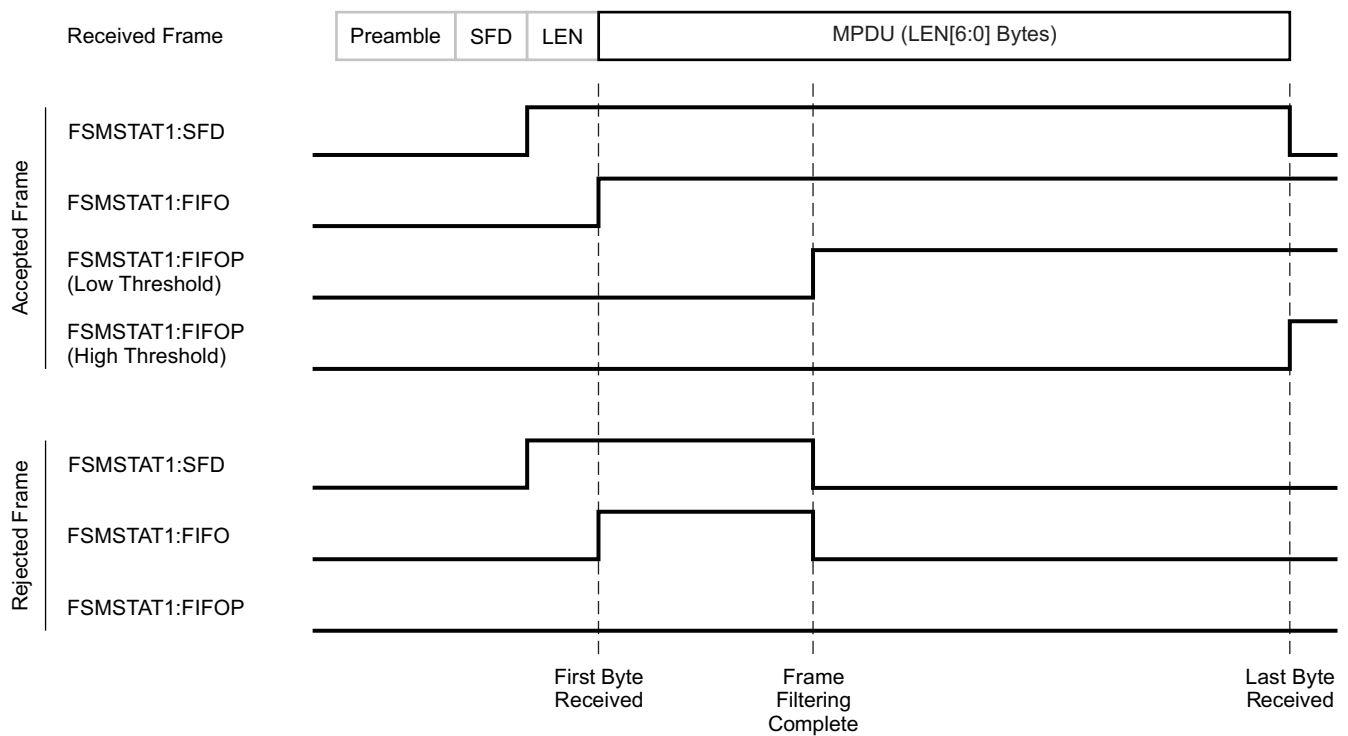 Received Frame
Preamble
SFD
LEN
MPDU (LEN[6:0] Bytes)
Accepted Frame
FSMSTAT1:SFD
FSMSTAT1:FIFO
FSMSTAT1:FIFOP
(Low Threshold)
FSMSTAT1:FIFOP
(High Threshold)
Rejected Frame
FSMSTAT1:SFD
FSMSTAT1:FIFO
FSMSTAT1:FIFOP
First Byte
Received
Frame
Filtering
Complete
Last Byte
Received